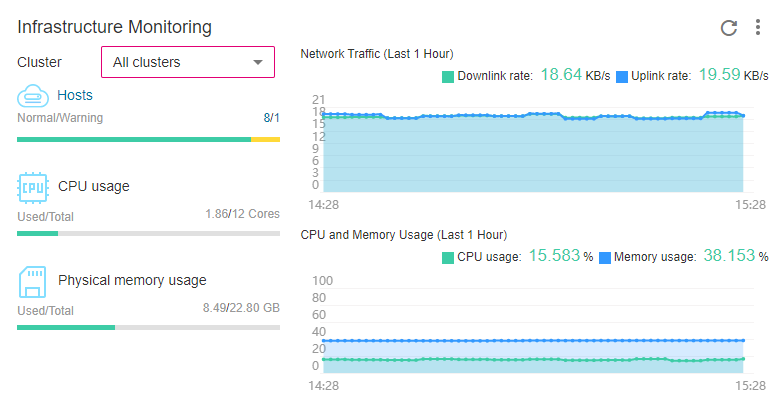 Infrastructure Monitoring
Cluster
All clusters
Hosts
Normal/Warning
8/1
CPU usage
Used/Total
1.86/12 Cores
Physical memory usage
Used/Total
8.49/22.80 GB
Network Traffic (Last 1 Hour)
Downlink rate: 18.64 KB/s Uplink rate: 19.59 KB/s
21
18
15
12
9
6
3
0
14:28
15:28
CPU and Memory Usage (Last 1 Hour)
CPU usage: 15.583 % Memory usage: 38.153 %
100
80
60
40
20
0
14:28
15:28